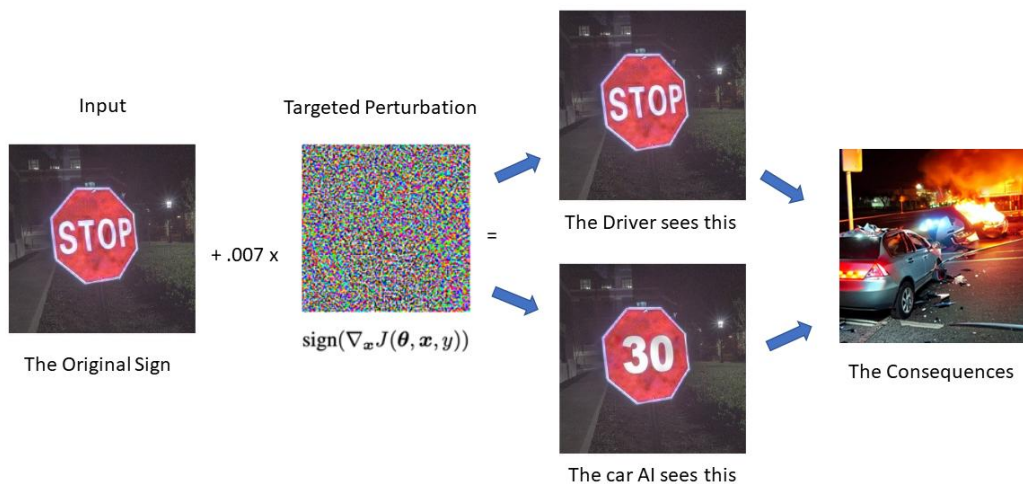 Input
Targeted Perturbation
STOP
+ .007 x
sign(∇ₓJ(θ, x, y))
=
The Original Sign
STOP
The Driver sees this
30
The car AI sees this
The Consequences